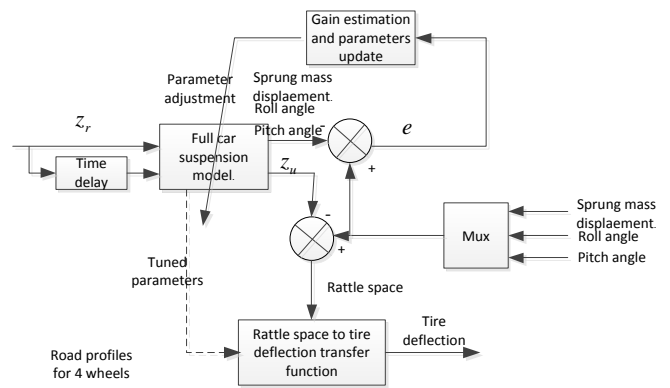 Gain estimation
and parameters
update
Parameter
adjustment
Sprung mass
displaement.
Roll angle
Pitch angle
-
e
+
z_r
Full car
suspension
model.
z_u
Time
delay
-
+
Mux
Sprung mass
displaement.
Roll angle
Pitch angle
Tuned
parameters
Rattle space
Rattle space to tire
deflection transfer
function
Tire
deflection
Road profiles
for 4 wheels